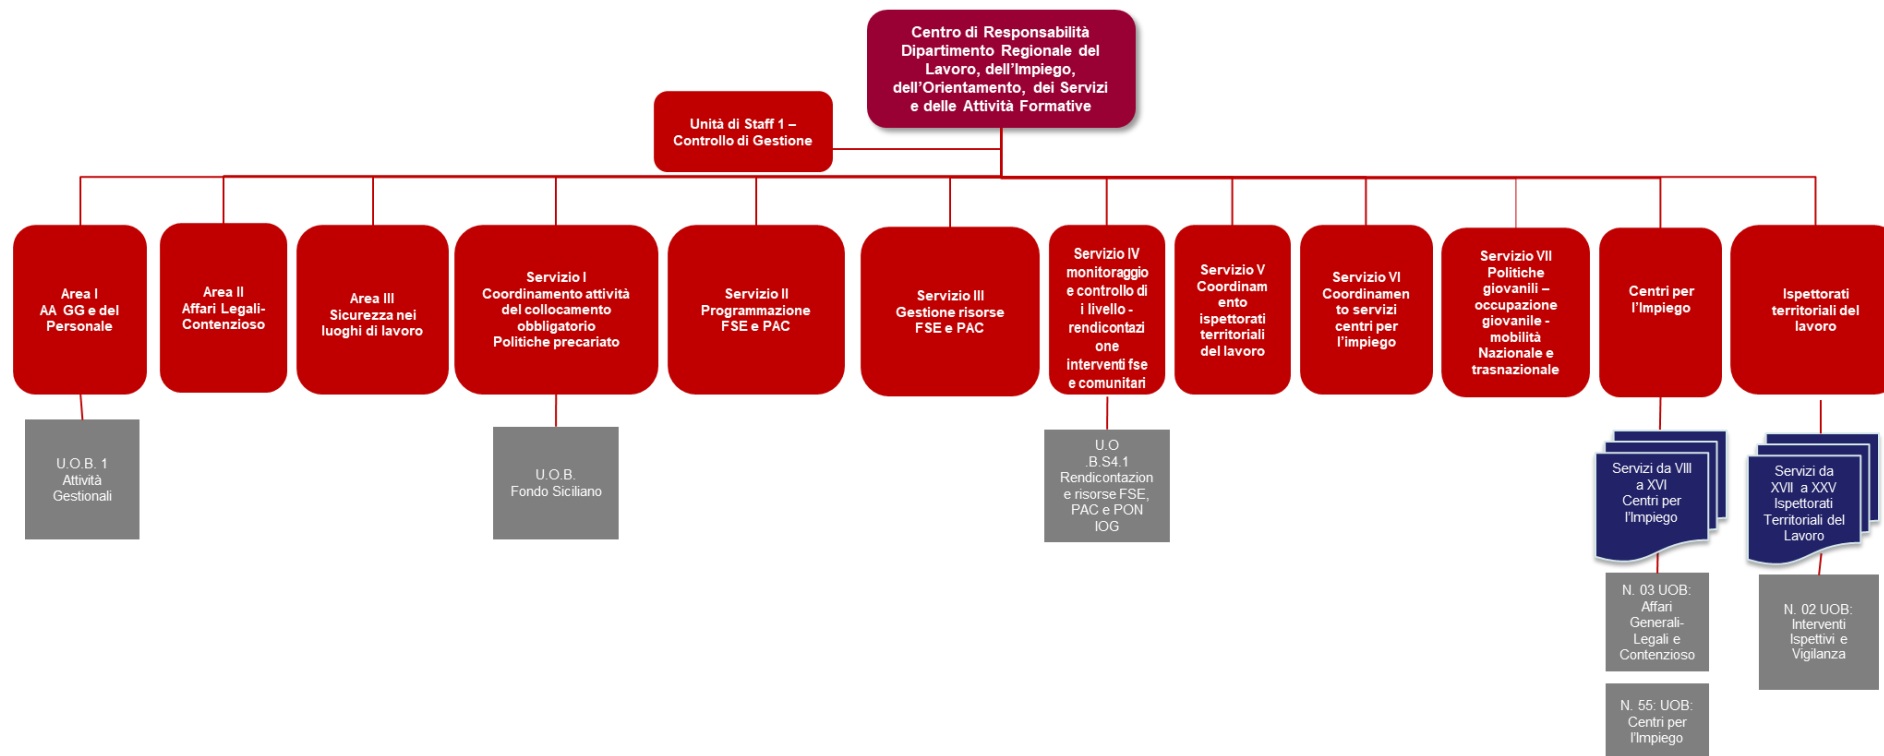 Centro di Responsabilità
Dipartimento Regionale del
Lavoro, dell'Impiego,
dell'Orientamento, dei Servizi
e delle Attività Formative
Unità di Staff 1 –
Controllo di Gestione
Area I
AA GG e del
Personale
Area II
Affari Legali-
Contenzioso
Area III
Sicurezza nei
luoghi di lavoro
Servizio I
Coordinamento attività
del collocamento
obbligatorio
Politiche precariato
Servizio II
Programmazione
FSE e PAC
Servizio III
Gestione risorse
FSE e PAC
Servizio IV
monitoraggio
e controllo di
i livello -
rendicontazi
one
interventi fse
e comunitari
Servizio V
Coordinam
ento
ispettorati
territoriali
del lavoro
Servizio VI
Coordinamen
to servizi
centri per
l'impiego
Servizio VII
Politiche
giovanili –
occupazione
giovanile -
mobilità
Nazionale e
trasnazionale
Centri per
l'Impiego
Ispettorati
territoriali del
lavoro
U.O.B. 1
Attività
Gestionali
U.O.B.
Fondo Siciliano
U.O
.B.S4.1
Rendicontazion
e risorse FSE,
PAC e PON
IOG
Servizi da VIII
a XVI
Centri per
l'Impiego
Servizi da
XVII a XXV
Ispettorati
Territoriali del
Lavoro
N. 03 UOB:
Affari
Generali-
Legali e
Contenzioso
N. 02 UOB:
Interventi
Ispettivi e
Vigilanza
N. 55: UOB:
Centri per
l'Impiego